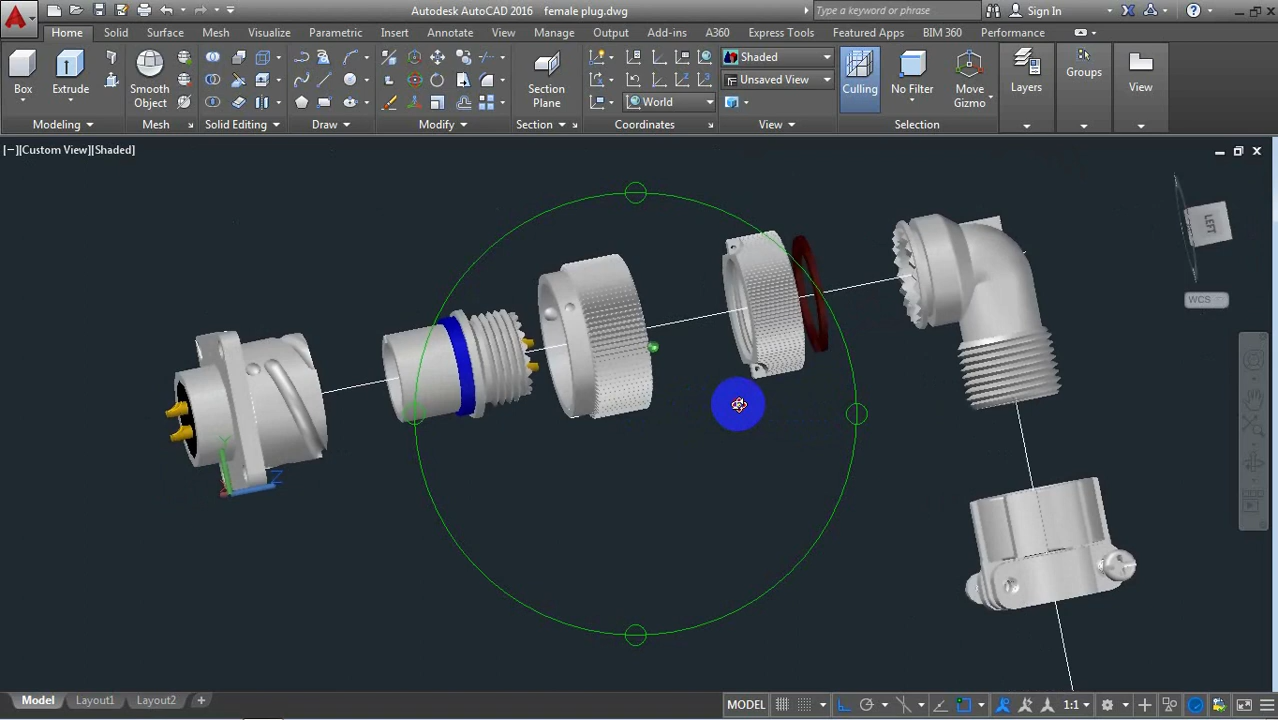 Autodesk AutoCAD 2016 female plug.dwg
Type a keyword or phrase
Sign In
Home Solid Surface Mesh Visualize Parametric Insert Annotate View Manage Output Add-ins A360 Express Tools Featured Apps BIM 360 Performance
Box
Extrude
Smooth Object
Section Plane
World
Shaded
Unsaved View
Culling
No Filter
Move Gizmo
Layers
Groups
View
Modeling
Mesh
Solid Editing
Draw
Modify
Section
Coordinates
View
Selection
[−][Custom View][Shaded]
LEFT
WCS
Y
Z
Model Layout1 Layout2 +
MODEL
1:1